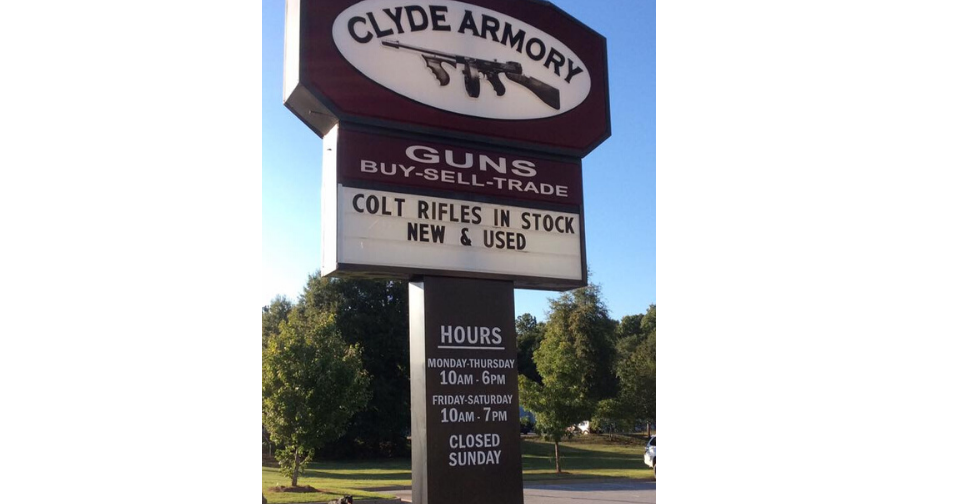 CLYDE ARMORY
GUNS
BUY-SELL-TRADE
COLT RIFLES IN STOCK
NEW & USED
HOURS
MONDAY-THURSDAY
10AM - 6PM
FRIDAY-SATURDAY
10AM - 7PM
CLOSED
SUNDAY